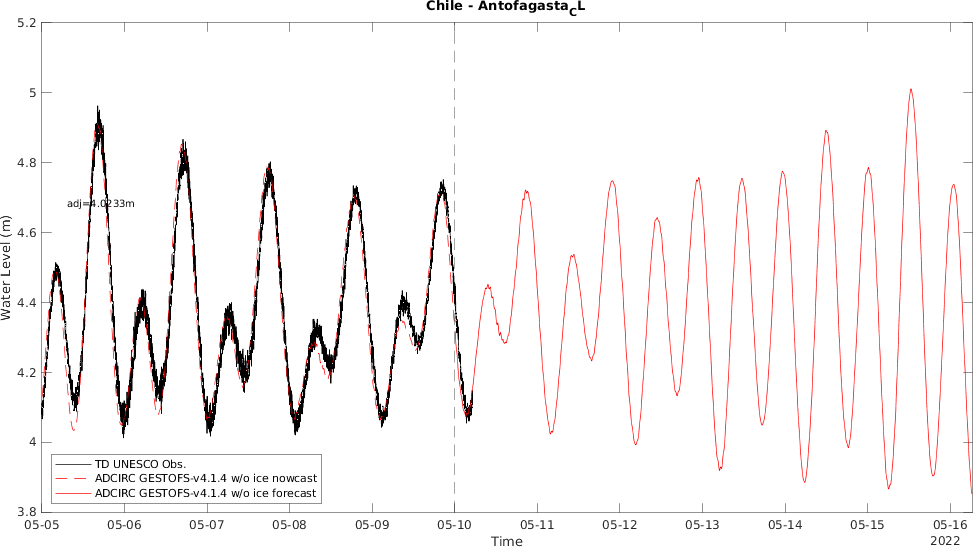 Chile - Antofagasta_CL
5.2
5
4.8
4.6
4.4
4.2
4
3.8
Water Level (m)
adj=4.0233m
TD UNESCO Obs.
ADCIRC GESTOFS-v4.1.4 w/o ice nowcast
ADCIRC GESTOFS-v4.1.4 w/o ice forecast
05-05 05-06 05-07 05-08 05-09 05-10 05-11 05-12 05-13 05-14 05-15 05-16
Time
2022